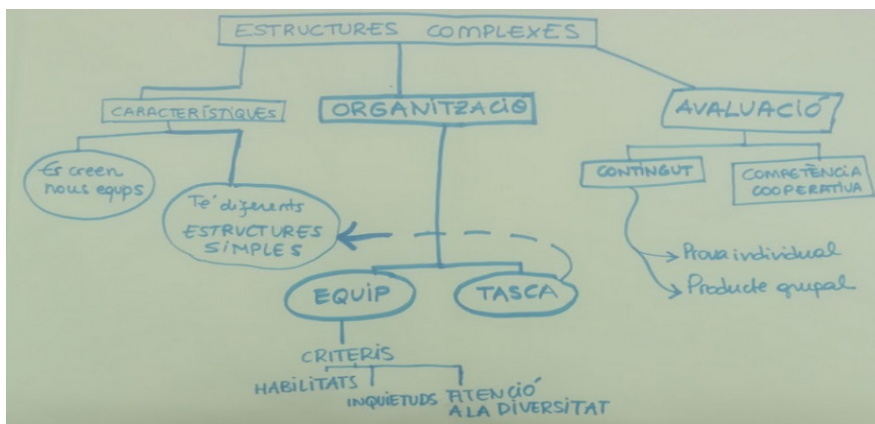 ESTRUCTURES COMPLEXES
CARACTERÍSTIQUES
ORGANITZACIÓ
AVALUACIÓ
Es creen
nous equps
Té diferents
ESTRUCTURES
SIMPLES
CONTINGUT
COMPETÈNCIA
COOPERATIVA
Prova individual
Producte grupal
EQUIP
TASCA
CRITERIS
HABILITATS
INQUIETUDS
ATENCIÓ
A LA DIVERSITAT